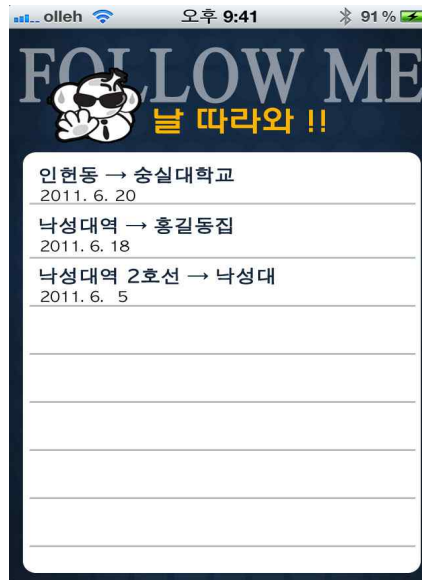 olleh 오후 9:41 91%
FOLLOW ME
날 따라와 !!
인헌동 → 숭실대학교
2011. 6. 20
낙성대역 → 홍길동집
2011. 6. 18
낙성대역 2호선 → 낙성대
2011. 6. 5